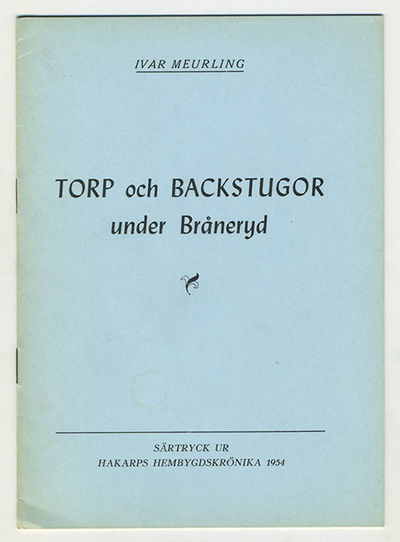 IVAR MEURLING
TORP och BACKSTUGOR
under Bråneryd
SÄRTRYCK UR
HAKARPS HEMBYGDSKRÖNIKA 1954